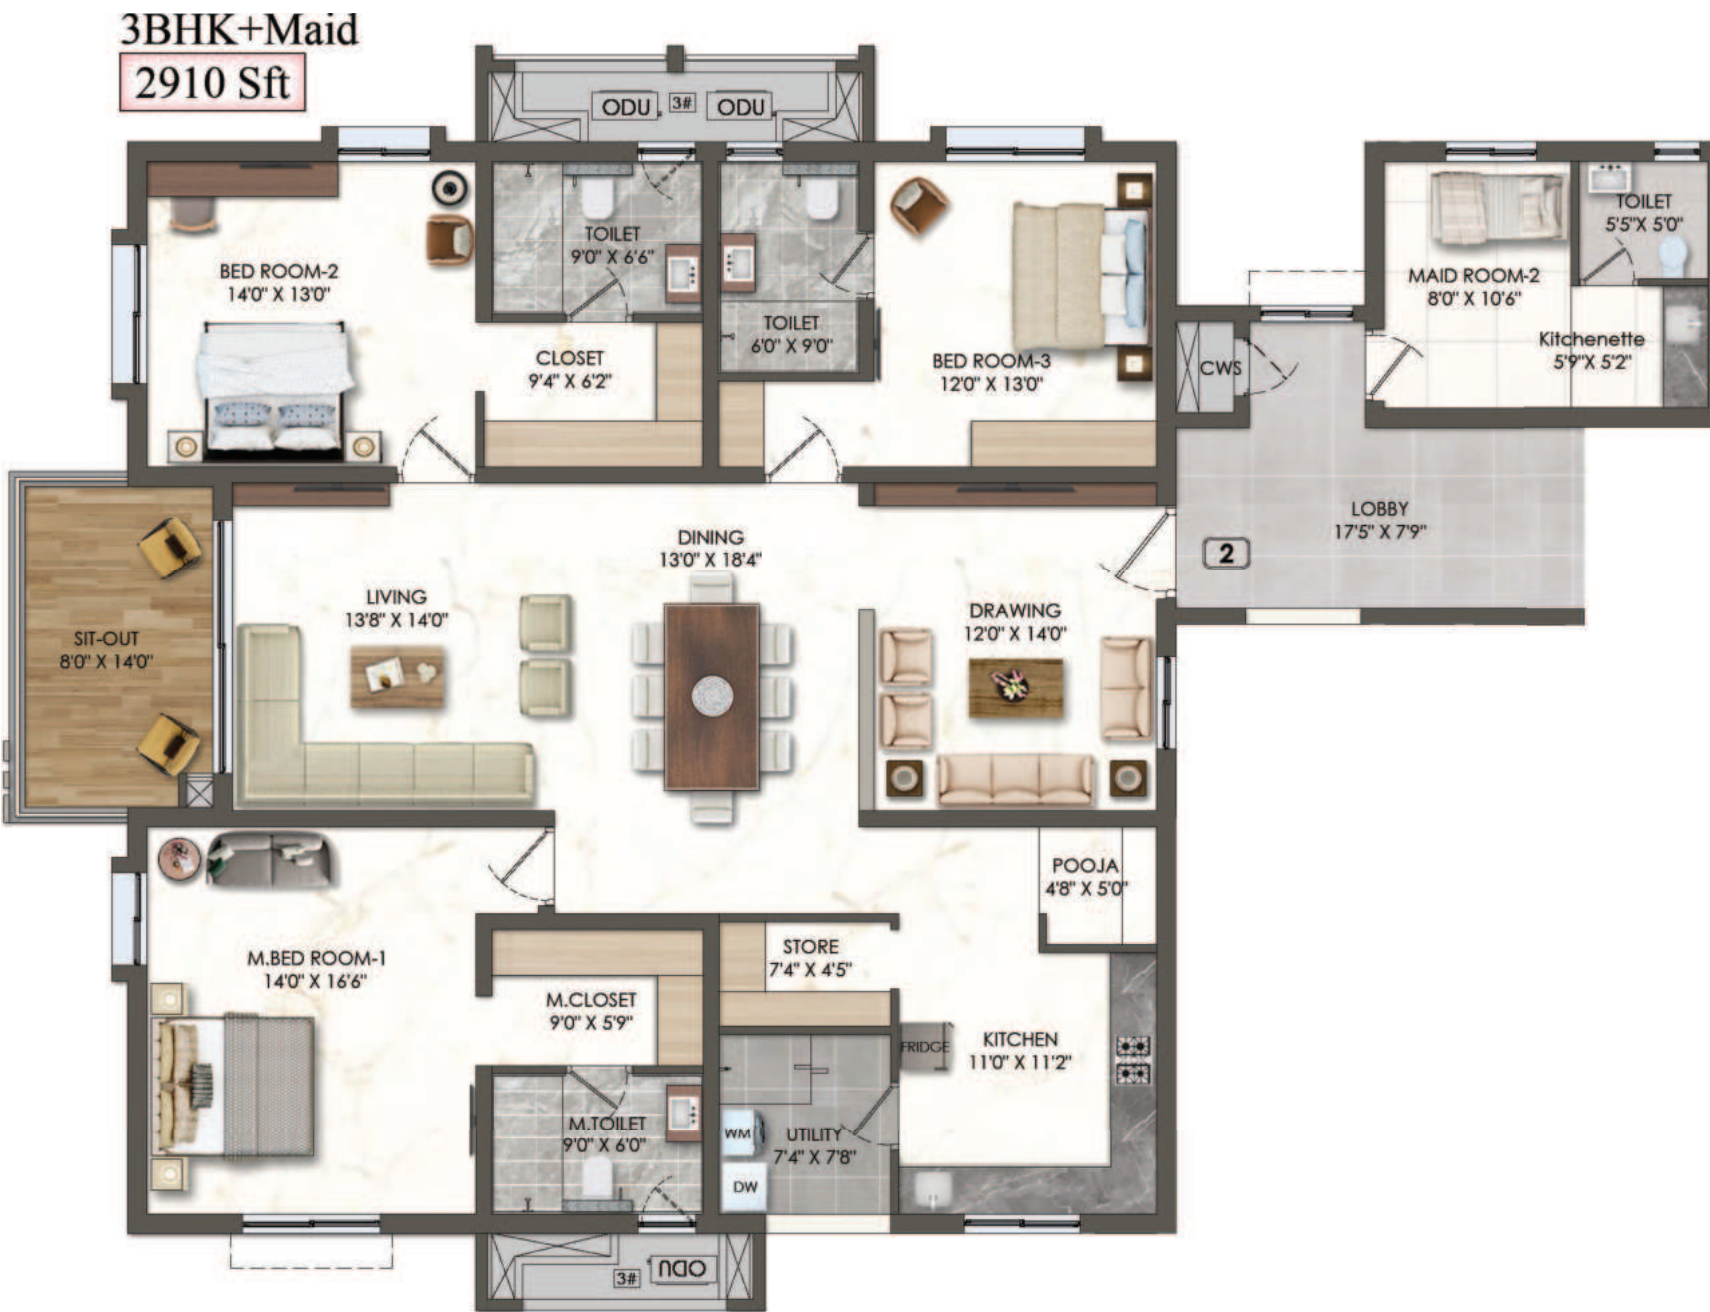 3BHK+Maid
2910 Sft
ODU
3#
ODU
TOILET
9'0" X 6'6"
TOILET
6'0" X 9'0"
BED ROOM-2
14'0" X 13'0"
CLOSET
9'4" X 6'2"
BED ROOM-3
12'0" X 13'0"
TOILET
5'5"X 5'0"
MAID ROOM-2
8'0" X 10'6"
Kitchenette
5'9"X 5'2"
CWS
LOBBY
17'5" X 7'9"
2
DINING
13'0" X 18'4"
LIVING
13'8" X 14'0"
DRAWING
12'0" X 14'0"
SIT-OUT
8'0" X 14'0"
POOJA
4'8" X 5'0"
M.BED ROOM-1
14'0" X 16'6"
STORE
7'4" X 4'5"
M.CLOSET
9'0" X 5'9"
FRIDGE
KITCHEN
11'0" X 11'2"
M.TOILET
9'0" X 6'0"
WM
UTILITY
7'4" X 7'8"
DW
3#
ODU